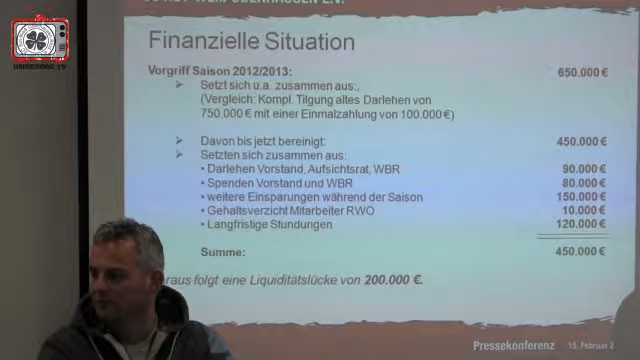 Finanzielle Situation
Vorgriff Saison 2012/2013: 650.000 €
➢ Setzt sich u.a. zusammen aus:,
(Vergleich: Kompl. Tilgung altes Darlehen von
750.000 € mit einer Einmalzahlung von 100.000 €)
➢ Davon bis jetzt bereinigt: 450.000 €
➢ Setzten sich zusammen aus:
• Darlehen Vorstand, Aufsichtsrat, WBR 90.000 €
• Spenden Vorstand und WBR 80.000 €
• weitere Einsparungen während der Saison 150.000 €
• Gehaltsverzicht Mitarbeiter RWO 10.000 €
• Langfristige Stundungen 120.000 €
Summe: 450.000 €
raus folgt eine Liquiditätslücke von 200.000 €.
Pressekonferenz 15. Februar 2